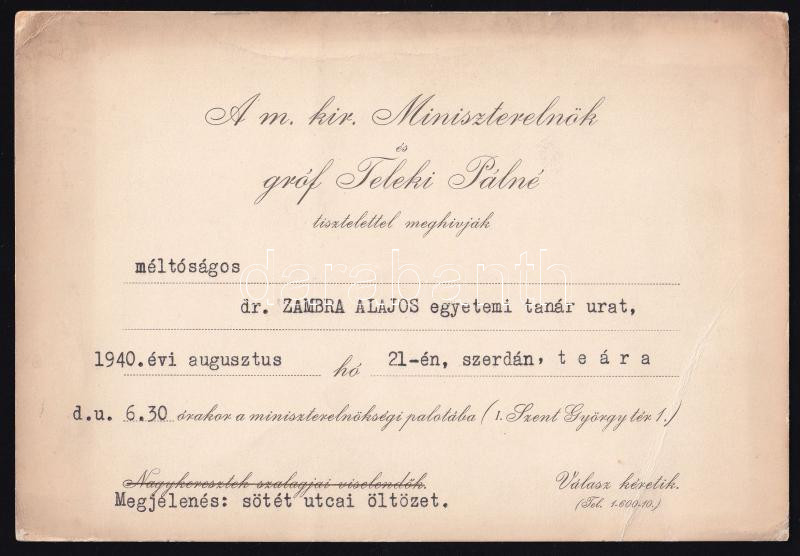 A m. kir. Miniszterelnök
és
gróf Teleki Pálné
tisztelettel meghivják
méltóságos
dr. ZAMBRA ALAJOS egyetemi tanár urat,
1940.évi augusztus hó 21-én, szerdán, teára
d.u. 6.30 órakor a miniszterelnökségi palotába (I. Szent György tér 1.)
Nagykeresztek szalagjai viselendők. Válasz kéretik.
Megjelenés: sötét utcai öltözet. (Tel. 1-600-10.)
darabanth